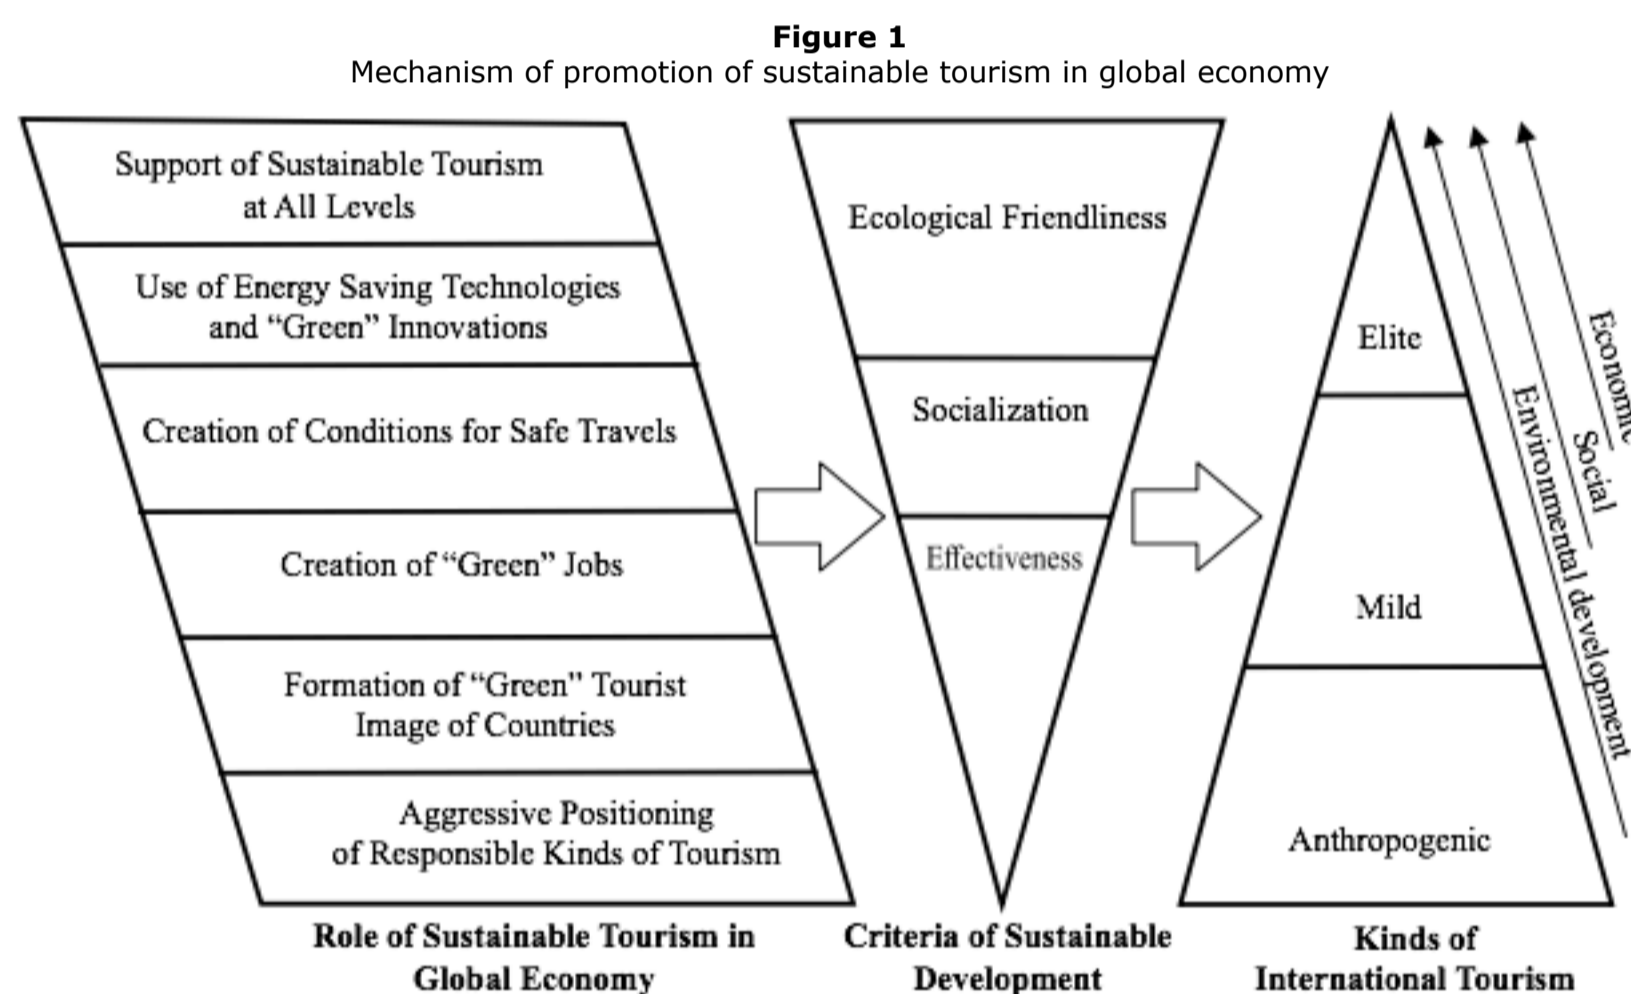 Figure 1
Mechanism of promotion of sustainable tourism in global economy
Support of Sustainable Tourism
at All Levels
Use of Energy Saving Technologies
and “Green” Innovations
Creation of Conditions for Safe Travels
Creation of “Green” Jobs
Formation of “Green” Tourist
Image of Countries
Aggressive Positioning
of Responsible Kinds of Tourism
Role of Sustainable Tourism in
Global Economy
Ecological Friendliness
Socialization
Effectiveness
Criteria of Sustainable
Development
Elite
Mild
Anthropogenic
Kinds of
International Tourism
Economic
Social
Environmental development